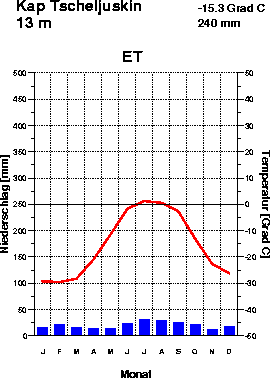 Kap Tscheljuskin
-15.3 Grad C
13 m
240 mm
ET
500
450
400
350
300
250
200
150
100
50
0
Niederschlag [mm]
50
40
30
20
10
0
-10
-20
-30
-40
-50
Temperatur [Grad C]
J F M A M J J A S O N D
Monat